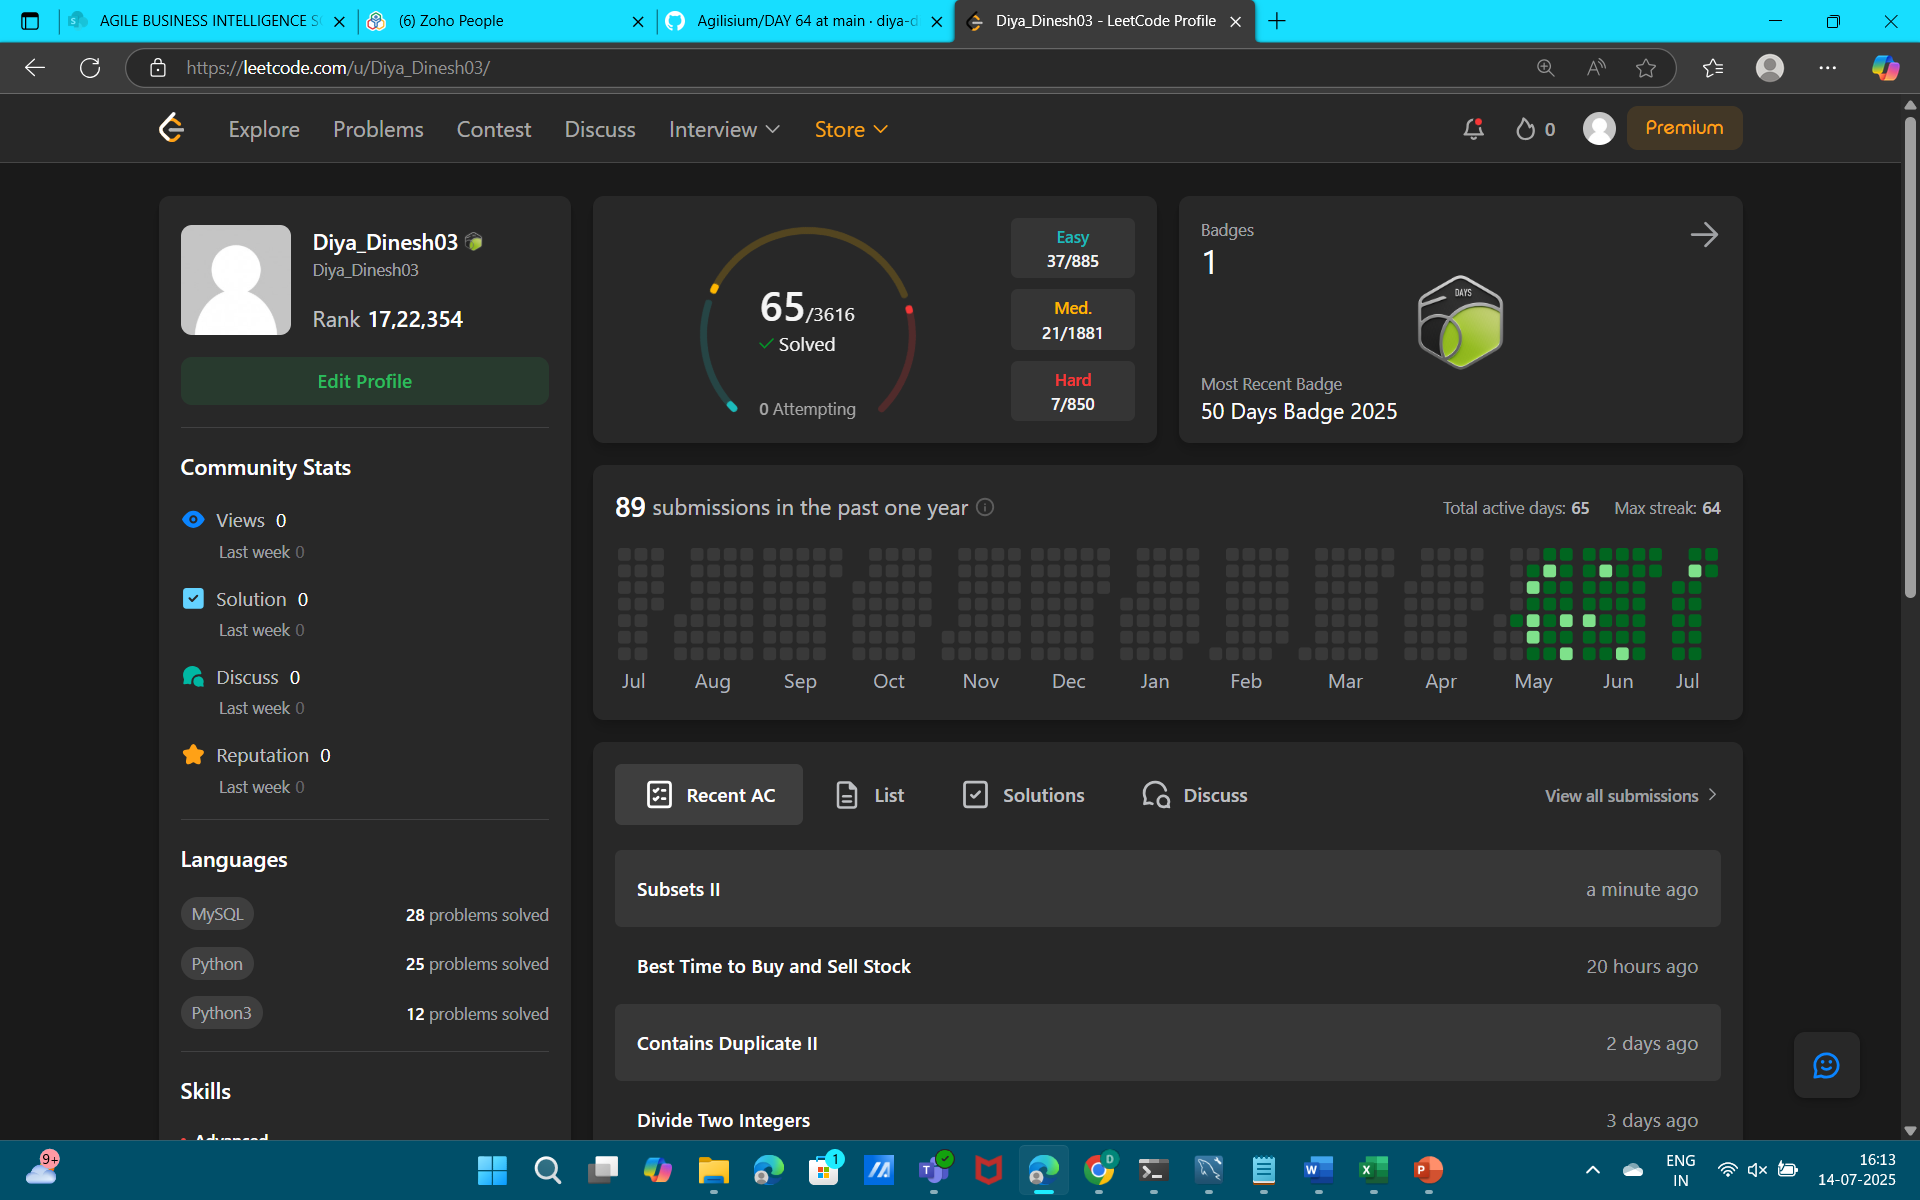 AGILE BUSINESS INTELLIGENCE S
(6) Zoho People
Agilisium/DAY 64 at main · diya-d
Diya_Dinesh03 - LeetCode Profile
https://leetcode.com/u/Diya_Dinesh03/
Explore
Problems
Contest
Discuss
Interview
Store
0
Premium
Diya_Dinesh03
Diya_Dinesh03
Rank 17,22,354
Edit Profile
Community Stats
Views 0
Last week 0
Solution 0
Last week 0
Discuss 0
Last week 0
Reputation 0
Last week 0
Languages
MySQL 28 problems solved
Python 25 problems solved
Python3 12 problems solved
Skills
Advanced
65/3616
Solved
0 Attempting
Easy
37/885
Med.
21/1881
Hard
7/850
Badges
1
DAYS
Most Recent Badge
50 Days Badge 2025
89 submissions in the past one year
Total active days: 65 Max streak: 64
Jul Aug Sep Oct Nov Dec Jan Feb Mar Apr May Jun Jul
Recent AC
List
Solutions
Discuss
View all submissions
Subsets II a minute ago
Best Time to Buy and Sell Stock 20 hours ago
Contains Duplicate II 2 days ago
Divide Two Integers 3 days ago
9+
1
D
ENG
IN
16:13
14-07-2025